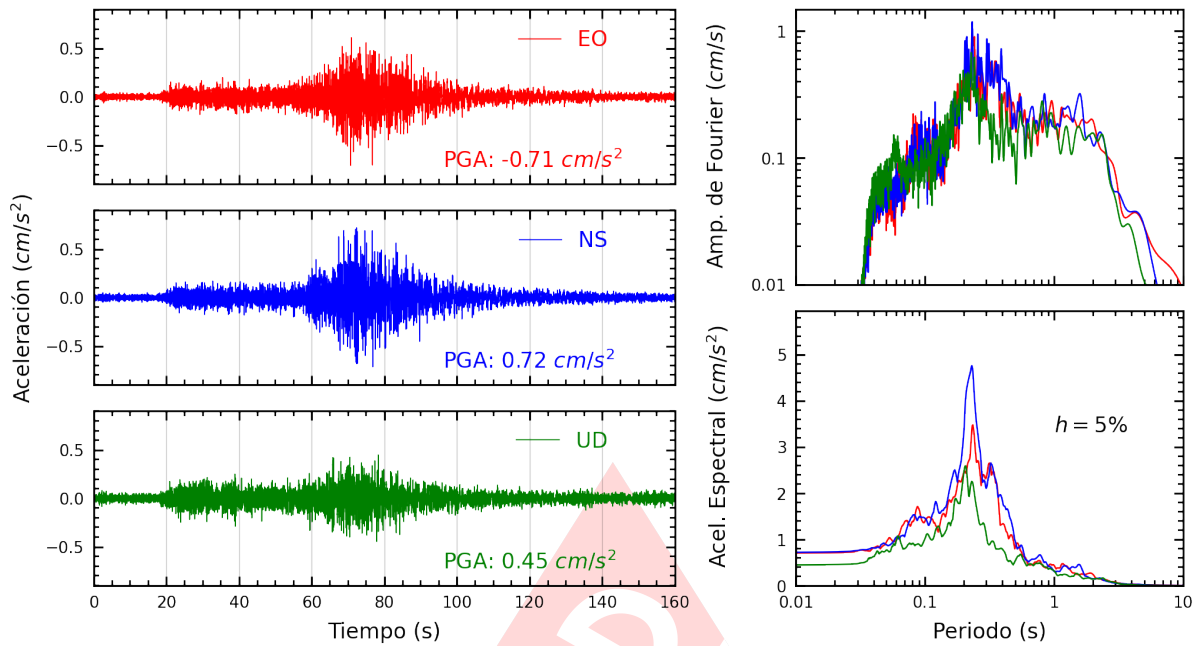 Aceleración (cm/s²)
0.5
0.0
−0.5
EO
PGA: -0.71 cm/s²
0.5
0.0
−0.5
NS
PGA: 0.72 cm/s²
0.5
0.0
−0.5
UD
PGA: 0.45 cm/s²
0 20 40 60 80 100 120 140 160
Tiempo (s)
Amp. de Fourier (cm/s)
1
0.1
0.01
Acel. Espectral (cm/s²)
5
4
3
2
1
0
h = 5%
0.01 0.1 1 10
Periodo (s)